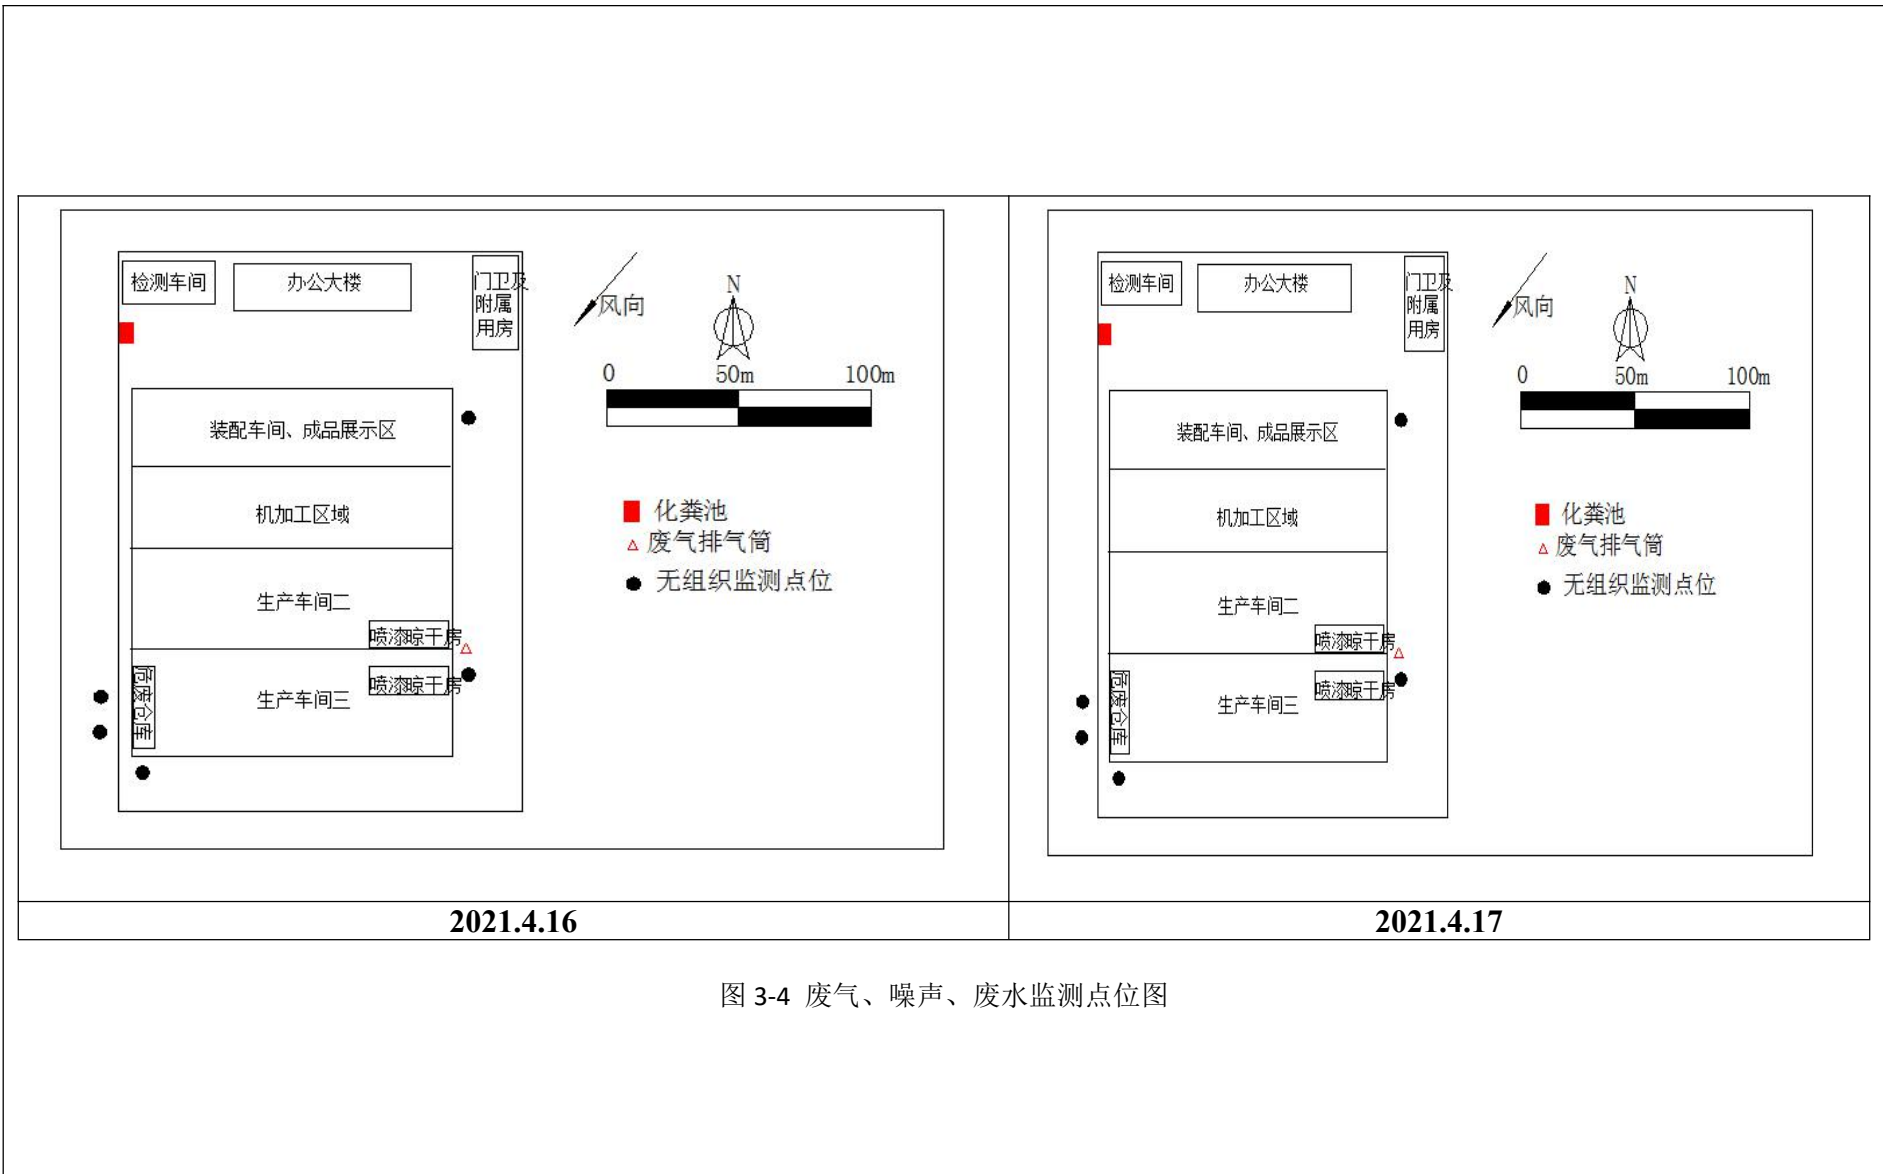 检测车间
办公大楼
门卫及
附属
用房
风向
N
0
50m
100m
装配车间、成品展示区
机加工区域
化粪池
废气排气筒
无组织监测点位
生产车间二
喷漆晾干房
喷漆晾干房
危废仓库
生产车间三
2021.4.16
检测车间
办公大楼
门卫及
附属
用房
风向
N
0
50m
100m
装配车间、成品展示区
机加工区域
化粪池
废气排气筒
无组织监测点位
生产车间二
喷漆晾干房
喷漆晾干房
危废仓库
生产车间三
2021.4.17
图 3-4 废气、噪声、废水监测点位图